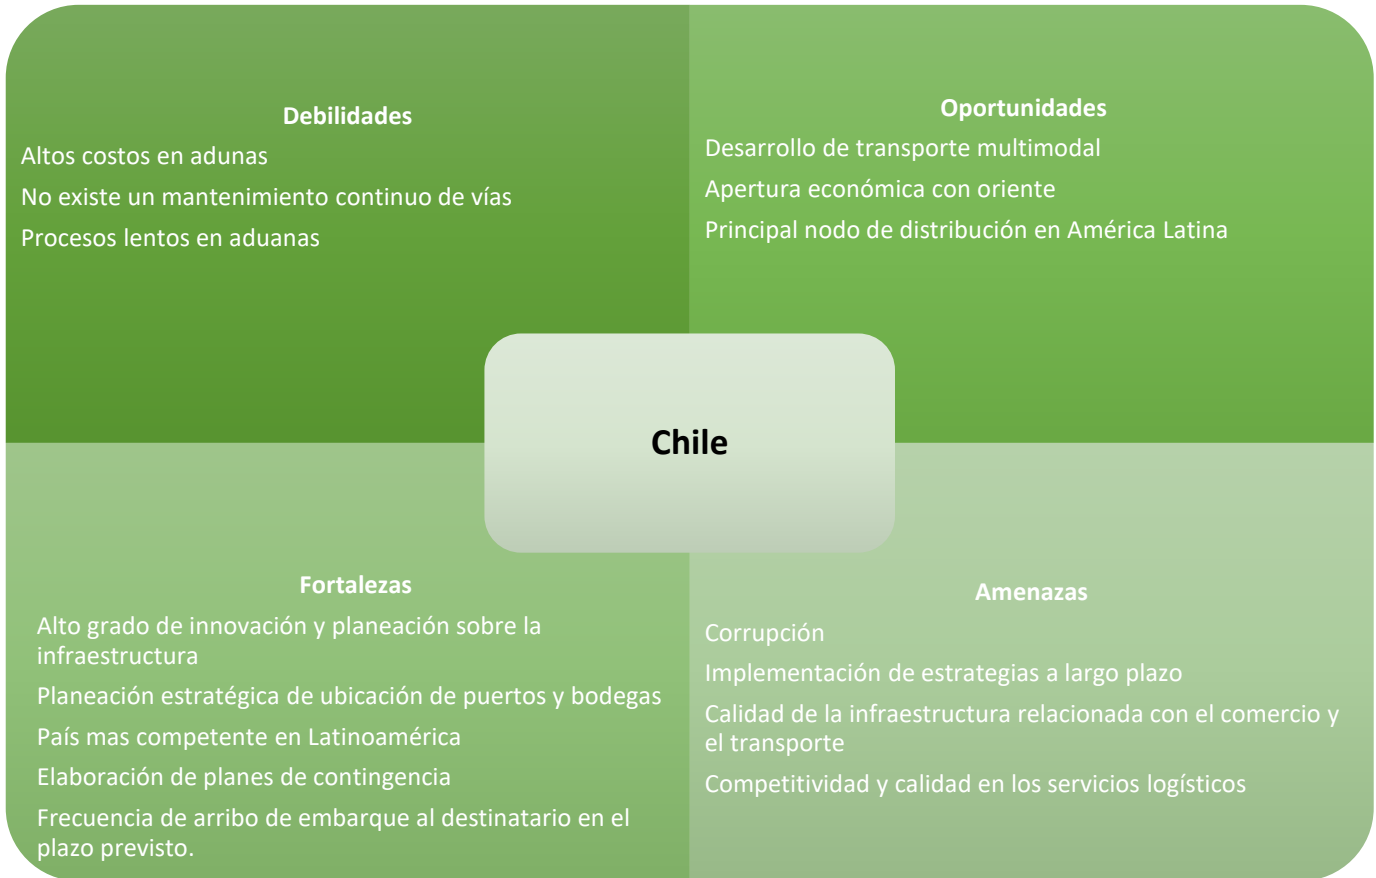 Debilidades
Altos costos en adunas
No existe un mantenimiento continuo de vías
Procesos lentos en aduanas
Oportunidades
Desarrollo de transporte multimodal
Apertura económica con oriente
Principal nodo de distribución en América Latina
Chile
Fortalezas
Alto grado de innovación y planeación sobre la
infraestructura
Planeación estratégica de ubicación de puertos y bodegas
País mas competente en Latinoamérica
Elaboración de planes de contingencia
Frecuencia de arribo de embarque al destinatario en el
plazo previsto.
Amenazas
Corrupción
Implementación de estrategias a largo plazo
Calidad de la infraestructura relacionada con el comercio y
el transporte
Competitividad y calidad en los servicios logísticos